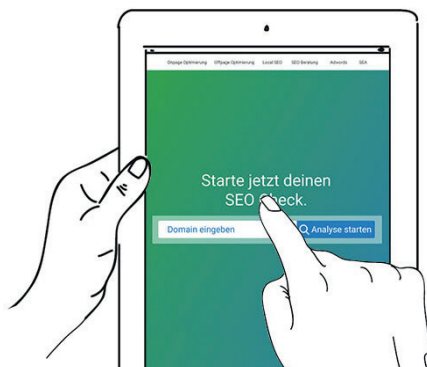 Onpage Optimierung Offpage Optimierung Local SEO SEO Beratung Adwords SEA
Starte jetzt deinen
SEO Check.
Domain eingeben
Analyse starten